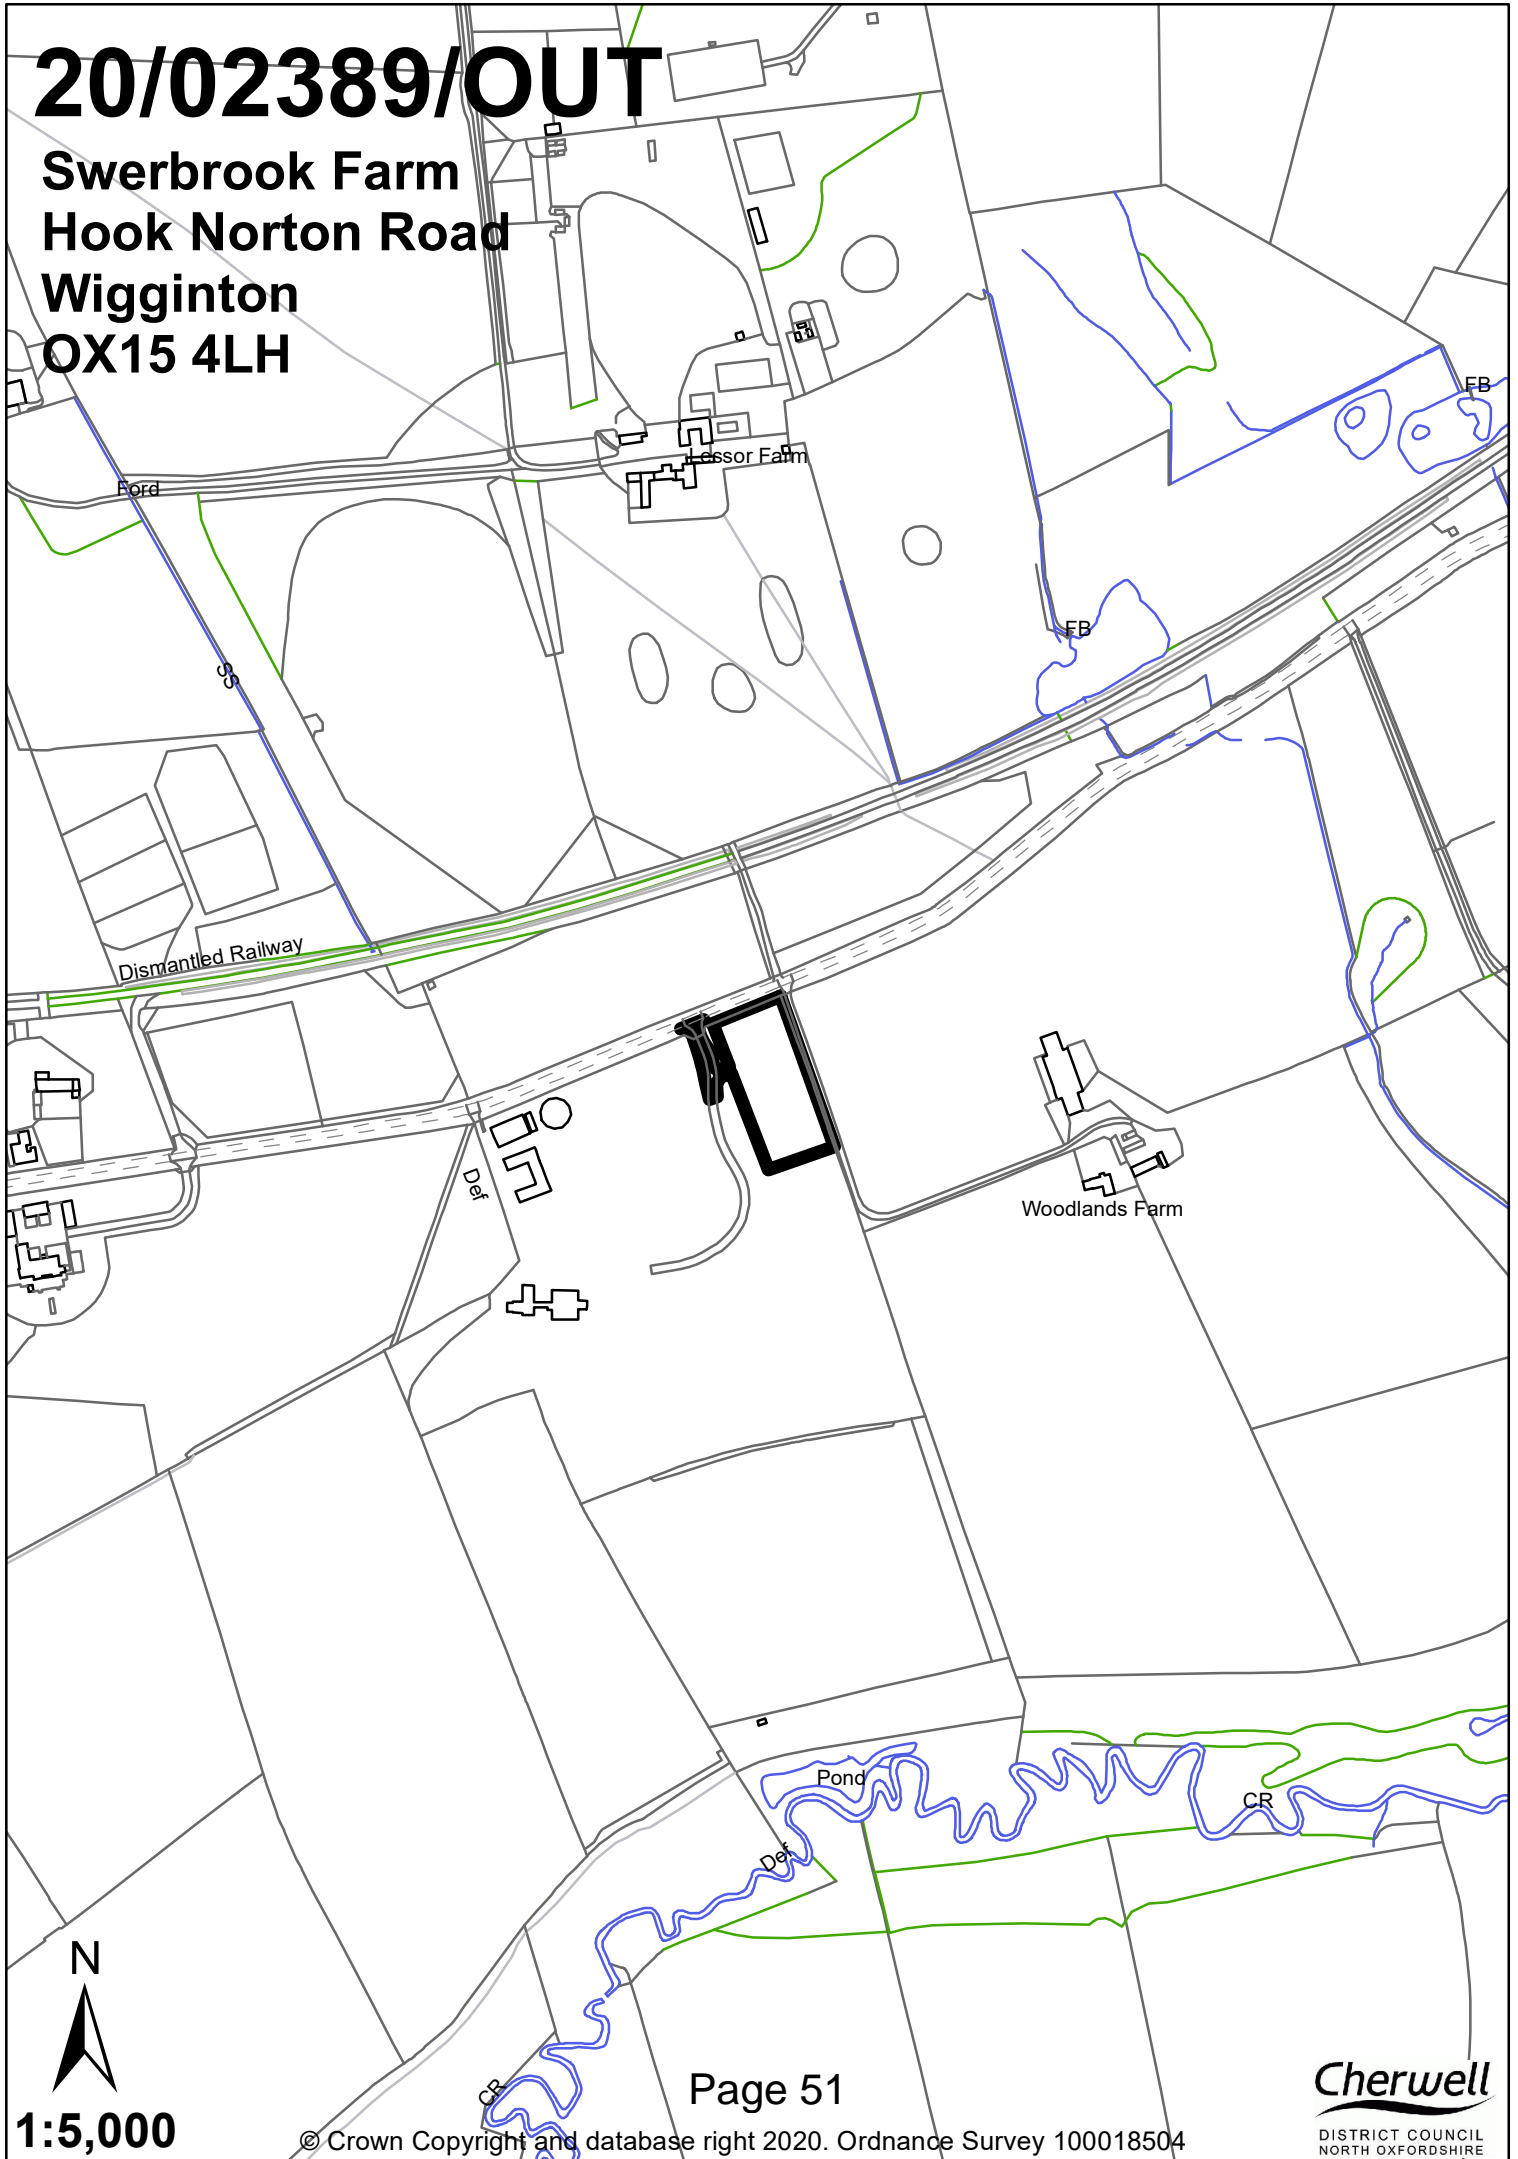 20/02389/OUT
Swerbrook Farm
Hook Norton Road
Wigginton
OX15 4LH
FB
Lessor Farm
Ford
FB
SS
Dismantled Railway
Def
Woodlands Farm
Pond
CR
Def
N
CR
Page 51
1:5,000
© Crown Copyright and database right 2020. Ordnance Survey 100018504
Cherwell
DISTRICT COUNCIL
NORTH OXFORDSHIRE